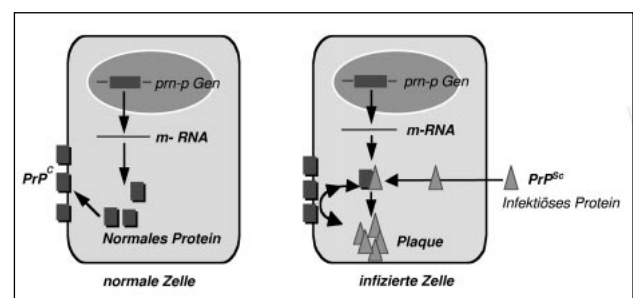 prn-p Gen
m- RNA
PrP^C
Normales Protein
normale Zelle
prn-p Gen
m-RNA
PrP^Sc
Infektiöses Protein
Plaque
infizierte Zelle